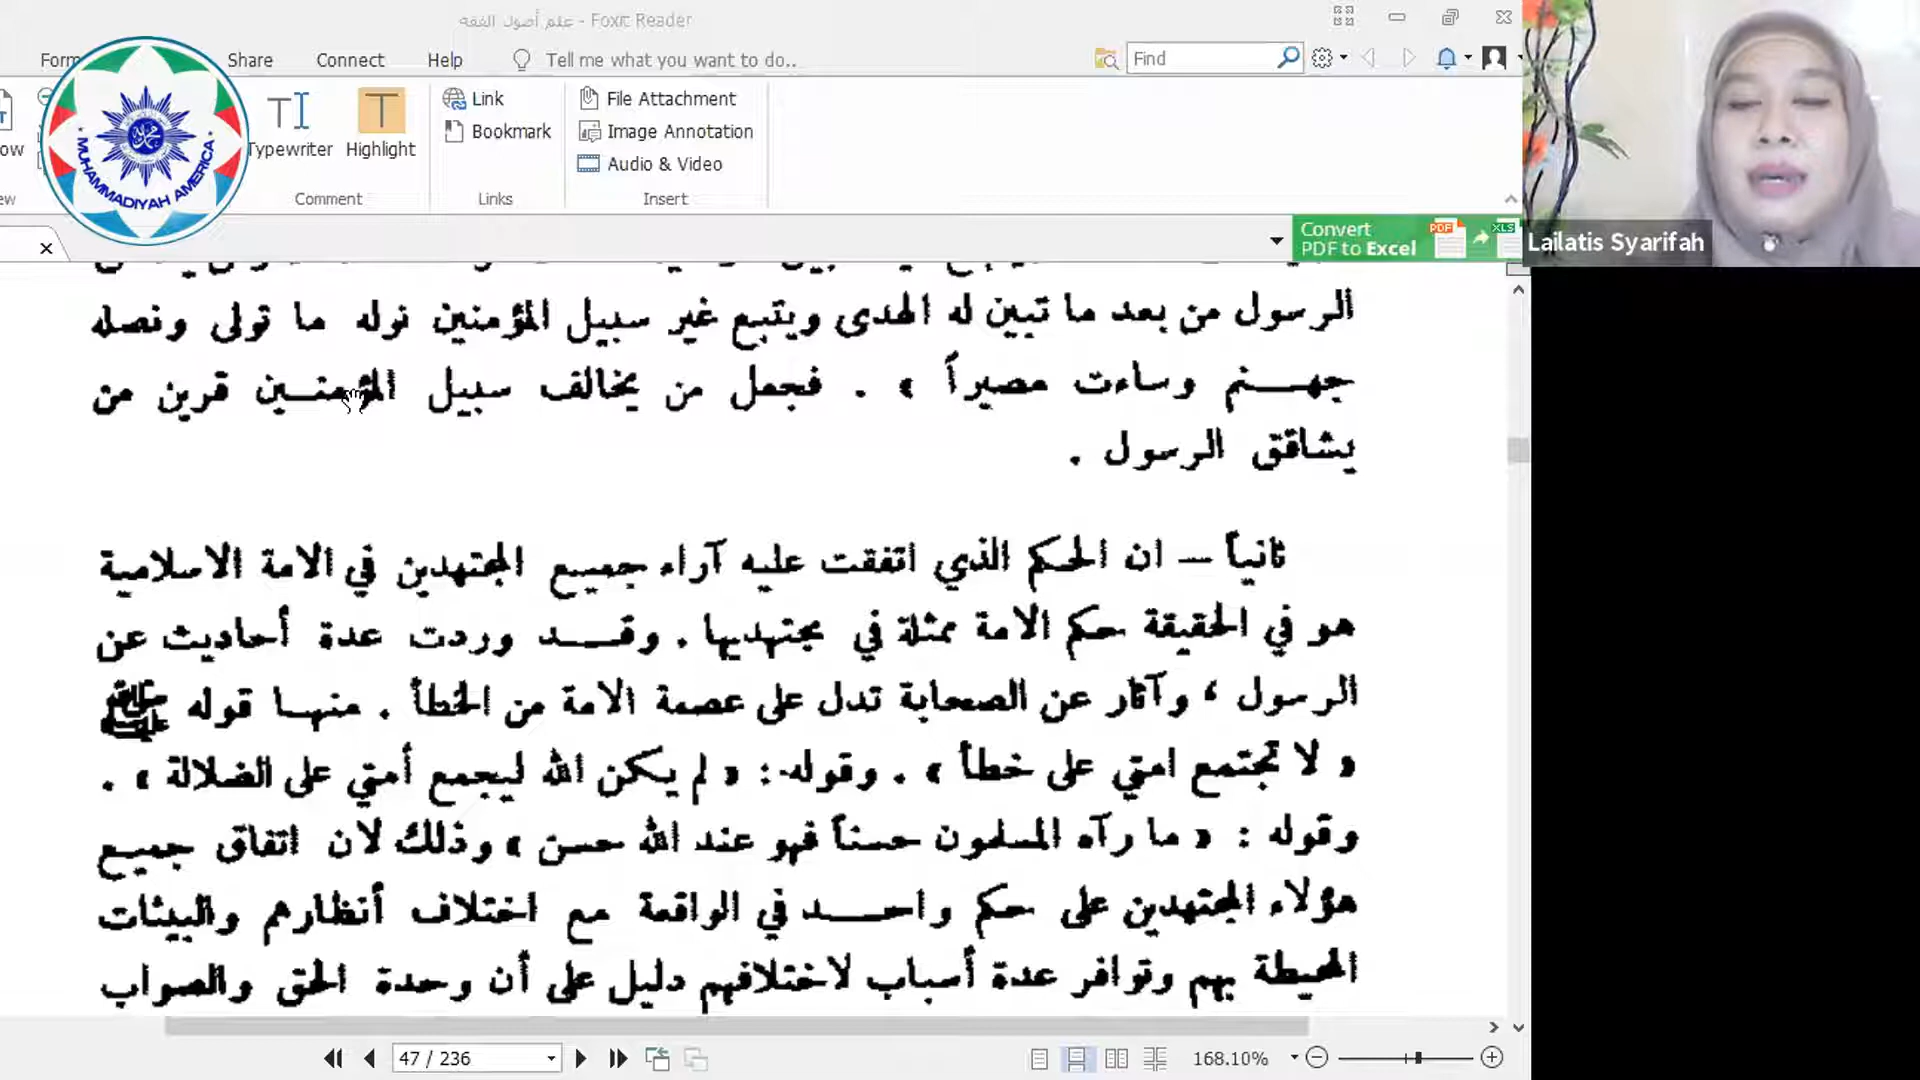 علم أصول الفقه - Foxit Reader
Form
Share
Connect
Help
Tell me what you want to do..
Find
ow
Typewriter
Highlight
Link
Bookmark
File Attachment
Image Annotation
Audio & Video
ew
Comment
Links
Insert
MUHAMMADIYAH AMERICA
Convert
PDF to Excel
PDF
XLS
Lailatis Syarifah
الرسول من بعد ما تبين له الهدى ويتبع غير سبيل المؤمنين نوله ما تولى ونصله
جهنم وساءت مصيراً » . فجعل من يخالف سبيل المؤمنين قرين من
يشاقق الرسول .
ثانياً — ان الحكم الذي اتفقت عليه آراء جميع المجتهدين في الامة الاسلامية
هو في الحقيقة حكم الامة ممثلة في مجتهديها . وقد وردت عدة أحاديث عن
الرسول ، وآثار عن الصحابة تدل على عصمة الامة من الخطأ . منها قوله ﷺ
« لا تجتمع امتي على خطأ » . وقوله : « لم يكن الله ليجمع أمتي على الضلالة » .
وقوله : « ما رآه المسلمون حسناً فهو عند الله حسن » وذلك لان اتفاق جميع
هؤلاء المجتهدين على حكم واحد في الواقعة مع اختلاف أنظارهم والبيئات
المحيطة بهم وتوافر عدة أسباب لاختلافهم دليل على أن وحدة الحق والصواب
47 / 236
168.10%